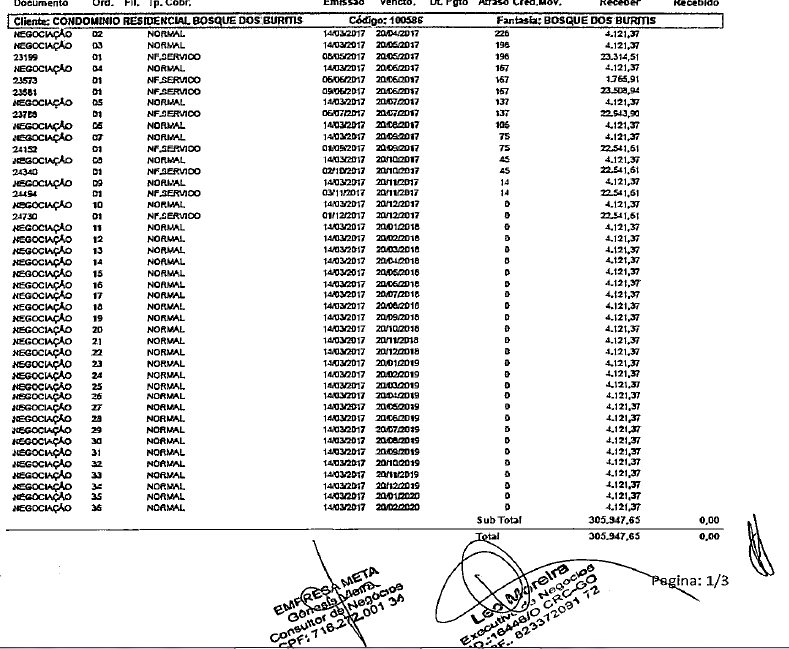 Documento Ord. Fil. Tp. Cobr. Emissão Vencto. Dt. Pgto Atraso Cred.Mov. Receber Recebido
Cliente: CONDOMINIO RESIDENCIAL BOSQUE DOS BURITIS Código: 100586 Fantasia: BOSQUE DOS BURITIS
NEGOCIAÇÃO 02 NORMAL 14/03/2017 20/04/2017 226 4.121,37
NEGOCIAÇÃO 03 NORMAL 14/03/2017 20/05/2017 196 4.121,37
23199 01 NF.SERVICO 08/05/2017 20/05/2017 196 23.314,51
NEGOCIAÇÃO 04 NORMAL 14/03/2017 20/06/2017 167 4.121,37
23573 01 NF.SERVICO 06/06/2017 20/06/2017 167 1.765,91
23581 01 NF.SERVICO 09/06/2017 20/06/2017 167 23.508,94
NEGOCIAÇÃO 05 NORMAL 14/03/2017 20/07/2017 137 4.121,37
23788 01 NF.SERVICO 06/07/2017 20/07/2017 137 22.943,90
NEGOCIAÇÃO 06 NORMAL 14/03/2017 20/08/2017 106 4.121,37
NEGOCIAÇÃO 07 NORMAL 14/03/2017 20/09/2017 75 4.121,37
24152 01 NF.SERVICO 01/09/2017 20/09/2017 75 22.541,61
NEGOCIAÇÃO 08 NORMAL 14/03/2017 20/10/2017 45 4.121,37
24340 01 NF.SERVICO 02/10/2017 20/10/2017 45 22.541,61
NEGOCIAÇÃO 09 NORMAL 14/03/2017 20/11/2017 14 4.121,37
24494 01 NF.SERVICO 03/11/2017 20/11/2017 14 22.541,61
NEGOCIAÇÃO 10 NORMAL 14/03/2017 20/12/2017 0 4.121,37
24730 01 NF.SERVICO 01/12/2017 20/12/2017 0 22.541,61
NEGOCIAÇÃO 11 NORMAL 14/03/2017 20/01/2018 0 4.121,37
NEGOCIAÇÃO 12 NORMAL 14/03/2017 20/02/2018 0 4.121,37
NEGOCIAÇÃO 13 NORMAL 14/03/2017 20/03/2018 0 4.121,37
NEGOCIAÇÃO 14 NORMAL 14/03/2017 20/04/2018 0 4.121,37
NEGOCIAÇÃO 15 NORMAL 14/03/2017 20/05/2018 0 4.121,37
NEGOCIAÇÃO 16 NORMAL 14/03/2017 20/06/2018 0 4.121,37
NEGOCIAÇÃO 17 NORMAL 14/03/2017 20/07/2018 0 4.121,37
NEGOCIAÇÃO 18 NORMAL 14/03/2017 20/08/2018 0 4.121,37
NEGOCIAÇÃO 19 NORMAL 14/03/2017 20/09/2018 0 4.121,37
NEGOCIAÇÃO 20 NORMAL 14/03/2017 20/10/2018 0 4.121,37
NEGOCIAÇÃO 21 NORMAL 14/03/2017 20/11/2018 0 4.121,37
NEGOCIAÇÃO 22 NORMAL 14/03/2017 20/12/2018 0 4.121,37
NEGOCIAÇÃO 23 NORMAL 14/03/2017 20/01/2019 0 4.121,37
NEGOCIAÇÃO 24 NORMAL 14/03/2017 20/02/2019 0 4.121,37
NEGOCIAÇÃO 25 NORMAL 14/03/2017 20/03/2019 0 4.121,37
NEGOCIAÇÃO 26 NORMAL 14/03/2017 20/04/2019 0 4.121,37
NEGOCIAÇÃO 27 NORMAL 14/03/2017 20/05/2019 0 4.121,37
NEGOCIAÇÃO 28 NORMAL 14/03/2017 20/06/2019 0 4.121,37
NEGOCIAÇÃO 29 NORMAL 14/03/2017 20/07/2019 0 4.121,37
NEGOCIAÇÃO 30 NORMAL 14/03/2017 20/08/2019 0 4.121,37
NEGOCIAÇÃO 31 NORMAL 14/03/2017 20/09/2019 0 4.121,37
NEGOCIAÇÃO 32 NORMAL 14/03/2017 20/10/2019 0 4.121,37
NEGOCIAÇÃO 33 NORMAL 14/03/2017 20/11/2019 0 4.121,37
NEGOCIAÇÃO 34 NORMAL 14/03/2017 20/12/2019 0 4.121,37
NEGOCIAÇÃO 35 NORMAL 14/03/2017 20/01/2020 0 4.121,37
NEGOCIAÇÃO 36 NORMAL 14/03/2017 20/02/2020 0 4.121,37
Sub Total 305.947,65 0,00
Total 305.947,65 0,00
EMPRESA META
Consultor de Negócios
CPF: 716.272.001 34
Léo Moreira
Executivo de Negócios
16446/O CRC-GO
823372091 72
Pagina: 1/3